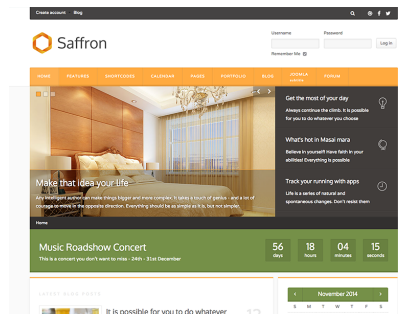 Create account Blog
Saffron
Username Password
Log in
Remember Me
HOME FEATURES SHORTCODES CALENDAR PAGES PORTFOLIO BLOG JOOMLA FORUM
Get the most of your day
Always continue the climb. It is possible
for you to do whatever you choose
What's hot in Masai mara
Believe in yourself! Have faith in your
abilities! Everything is possible
Track your running with apps
Life is a series of natural and
spontaneous changes. Don't resist them
Make that idea your life
Any intelligent author can make things bigger and more complex. It takes a touch of genius - and a lot of
courage to move in the opposite direction. Everything should be as simple as it is, but not simpler.
Home
Music Roadshow Concert
This is a concert you don't want to miss - 24th - 31st December
56 days
18 hours
04 minutes
15 seconds
LATEST BLOG POSTS
It is possible for you to do whatever
12
November 2014
S M T W T F S